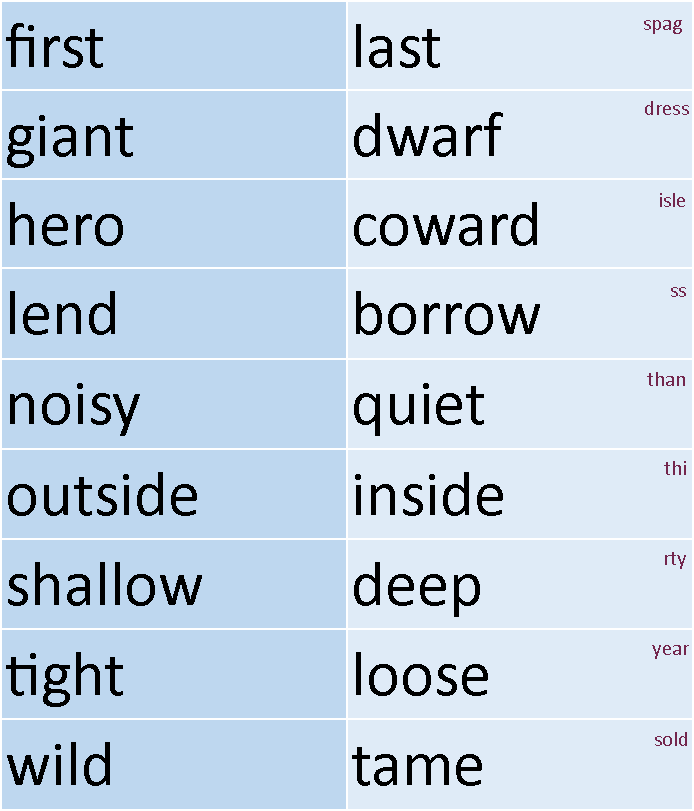 first last spag
giant dwarf dress
hero coward isle
lend borrow ss
noisy quiet than
outside inside thi
shallow deep rty
tight loose year
wild tame sold